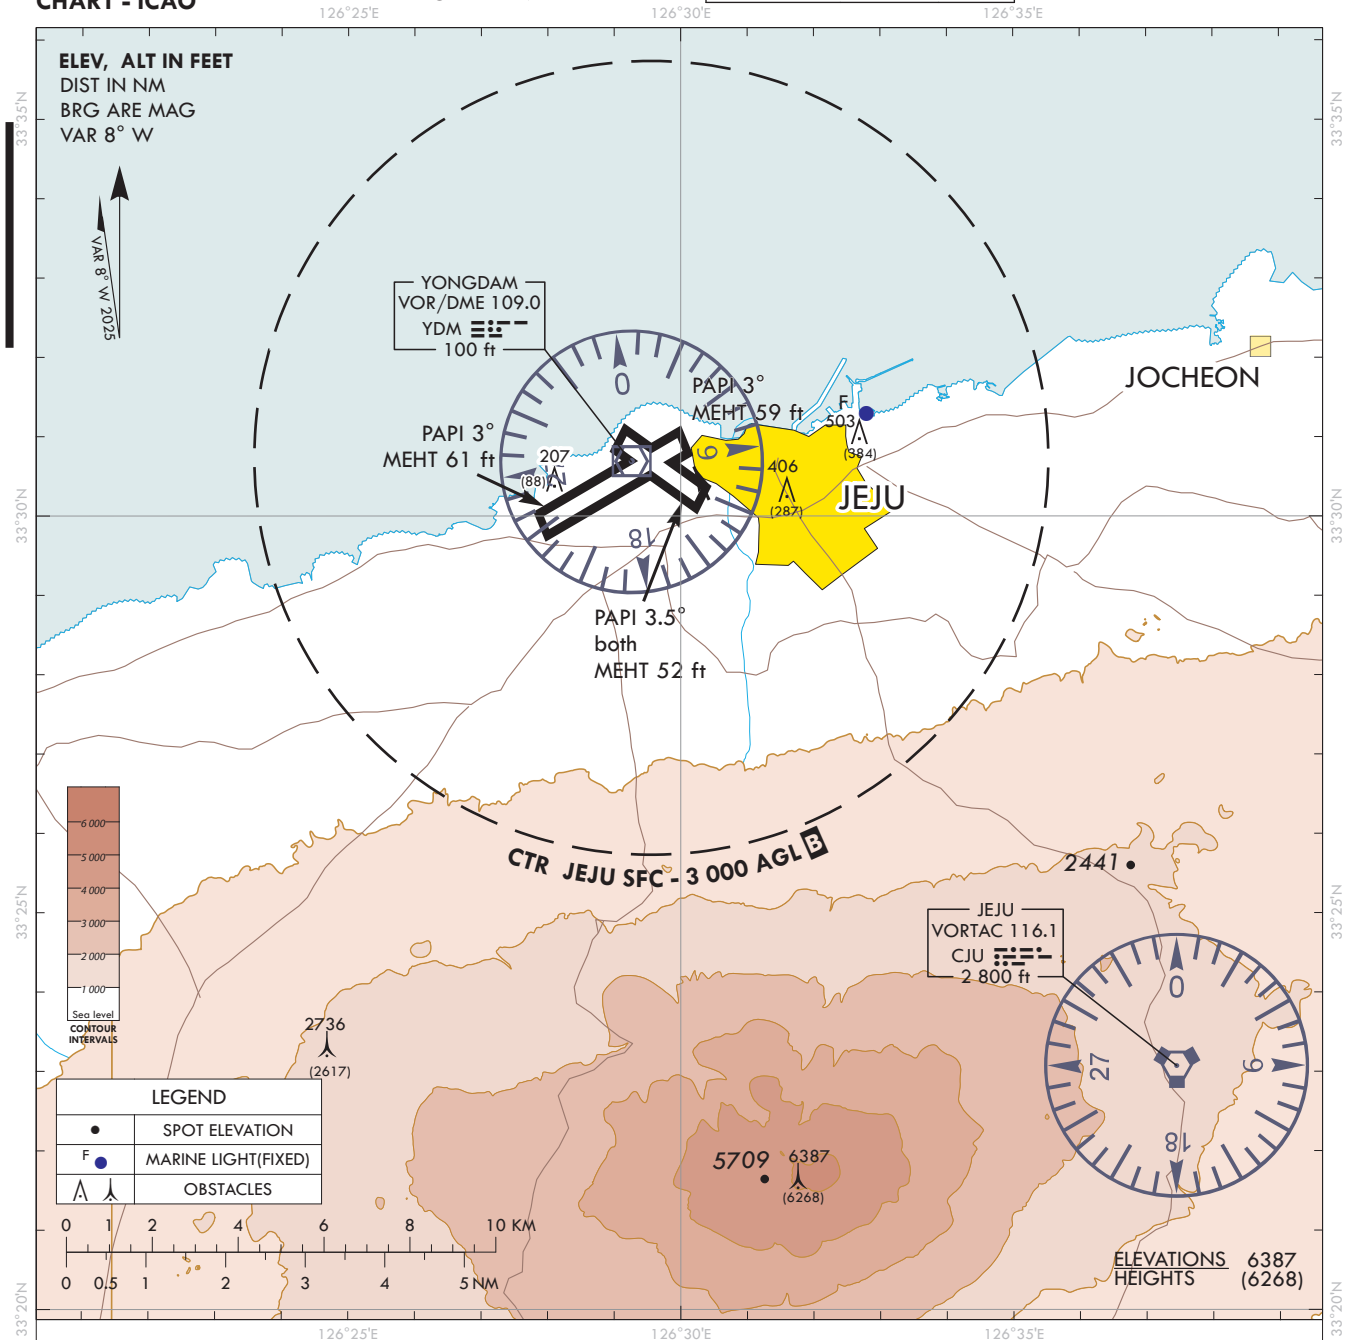 CHART - ICAO
126°25'E
126°30'E
126°35'E
ELEV, ALT IN FEET
DIST IN NM
BRG ARE MAG
VAR 8° W
33°35'N
33°35'N
VAR 8° W 2025
YONGDAM
VOR/DME 109.0
YDM
100 ft
0
9
18
PAPI 3°
MEHT 59 ft
PAPI 3°
MEHT 61 ft
207
(88)
F
503
(384)
406
(287)
JEJU
JOCHEON
33°30'N
33°30'N
PAPI 3.5°
both
MEHT 52 ft
CTR JEJU SFC - 3 000 AGL B
6 000
5 000
4 000
3 000
2 000
1 000
Sea level
CONTOUR
INTERVALS
2441
33°25'N
33°25'N
JEJU
VORTAC 116.1
CJU
2 800 ft
0
9
18
27
2736
(2617)
LEGEND
SPOT ELEVATION
F
MARINE LIGHT(FIXED)
OBSTACLES
5709
6387
(6268)
0 1 2 4 6 8 10 KM
0 0.5 1 2 3 4 5 NM
ELEVATIONS 6387
HEIGHTS (6268)
33°20'N
33°20'N
126°25'E
126°30'E
126°35'E